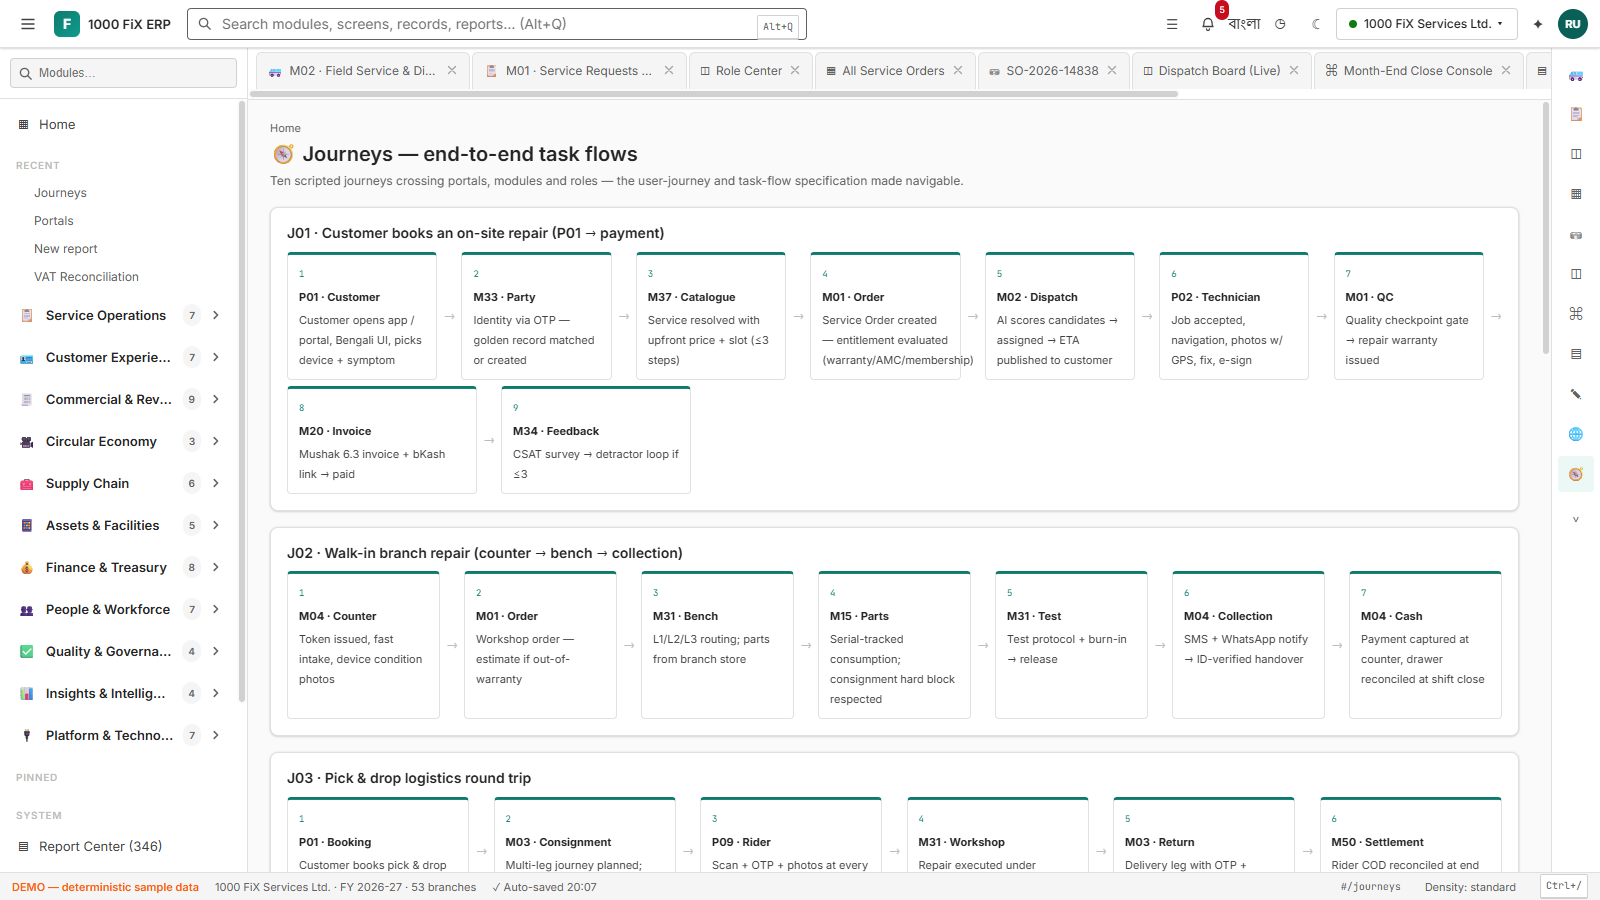 F 1000 FiX ERP
Search modules, screens, records, reports... (Alt+Q)
Alt+Q
5
বাংলা
1000 FiX Services Ltd.
RU
Modules...
M02 · Field Service & Di...
M01 · Service Requests ...
Role Center
All Service Orders
SO-2026-14838
Dispatch Board (Live)
Month-End Close Console
Home
RECENT
Journeys
Portals
New report
VAT Reconciliation
Service Operations 7
Customer Experie... 7
Commercial & Rev... 9
Circular Economy 3
Supply Chain 6
Assets & Facilities 5
Finance & Treasury 8
People & Workforce 7
Quality & Governa... 4
Insights & Intellig... 4
Platform & Techno... 7
PINNED
SYSTEM
Report Center (346)
Home
Journeys — end-to-end task flows
Ten scripted journeys crossing portals, modules and roles — the user-journey and task-flow specification made navigable.
J01 · Customer books an on-site repair (P01 → payment)
1
P01 · Customer
Customer opens app /
portal, Bengali UI, picks
device + symptom
→
2
M33 · Party
Identity via OTP —
golden record matched
or created
→
3
M37 · Catalogue
Service resolved with
upfront price + slot (≤3
steps)
→
4
M01 · Order
Service Order created
— entitlement evaluated
(warranty/AMC/membership)
→
5
M02 · Dispatch
AI scores candidates →
assigned → ETA
published to customer
→
6
P02 · Technician
Job accepted,
navigation, photos w/
GPS, fix, e-sign
→
7
M01 · QC
Quality checkpoint gate
→ repair warranty
issued
→
8
M20 · Invoice
Mushak 6.3 invoice + bKash
link → paid
→
9
M34 · Feedback
CSAT survey → detractor loop if
≤3
J02 · Walk-in branch repair (counter → bench → collection)
1
M04 · Counter
Token issued, fast
intake, device condition
photos
→
2
M01 · Order
Workshop order —
estimate if out-of-
warranty
→
3
M31 · Bench
L1/L2/L3 routing; parts
from branch store
→
4
M15 · Parts
Serial-tracked
consumption;
consignment hard block
respected
→
5
M31 · Test
Test protocol + burn-in
→ release
→
6
M04 · Collection
SMS + WhatsApp notify
→ ID-verified handover
→
7
M04 · Cash
Payment captured at
counter, drawer
reconciled at shift close
J03 · Pick & drop logistics round trip
1
P01 · Booking
Customer books pick & drop
→
2
M03 · Consignment
Multi-leg journey planned;
→
3
P09 · Rider
Scan + OTP + photos at every
→
4
M31 · Workshop
Repair executed under
→
5
M03 · Return
Delivery leg with OTP +
→
6
M50 · Settlement
Rider COD reconciled at end
DEMO — deterministic sample data
1000 FiX Services Ltd. · FY 2026-27 · 53 branches
✓ Auto-saved 20:07
#/journeys
Density: standard
Ctrl+/